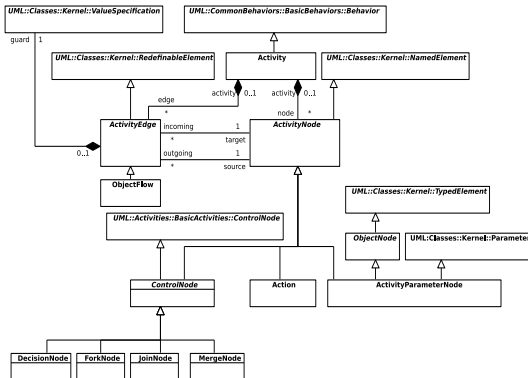 UML::Classes::Kernel::ValueSpecification
UML::CommonBehaviors::BasicBehaviors::Behavior
guard 1
UML::Classes::Kernel::RedefinableElement
Activity
UML::Classes::Kernel::NamedElement
edge
activity 0..1
activity 0..1
*
node *
ActivityEdge
incoming 1
* target
outgoing 1
* source
ActivityNode
0..1
ObjectFlow
UML::Classes::Kernel::TypedElement
UML::Activities::BasicActivities::ControlNode
ObjectNode
UML:Classes::Kernel::Parameter
ControlNode
Action
ActivityParameterNode
DecisionNode
ForkNode
JoinNode
MergeNode